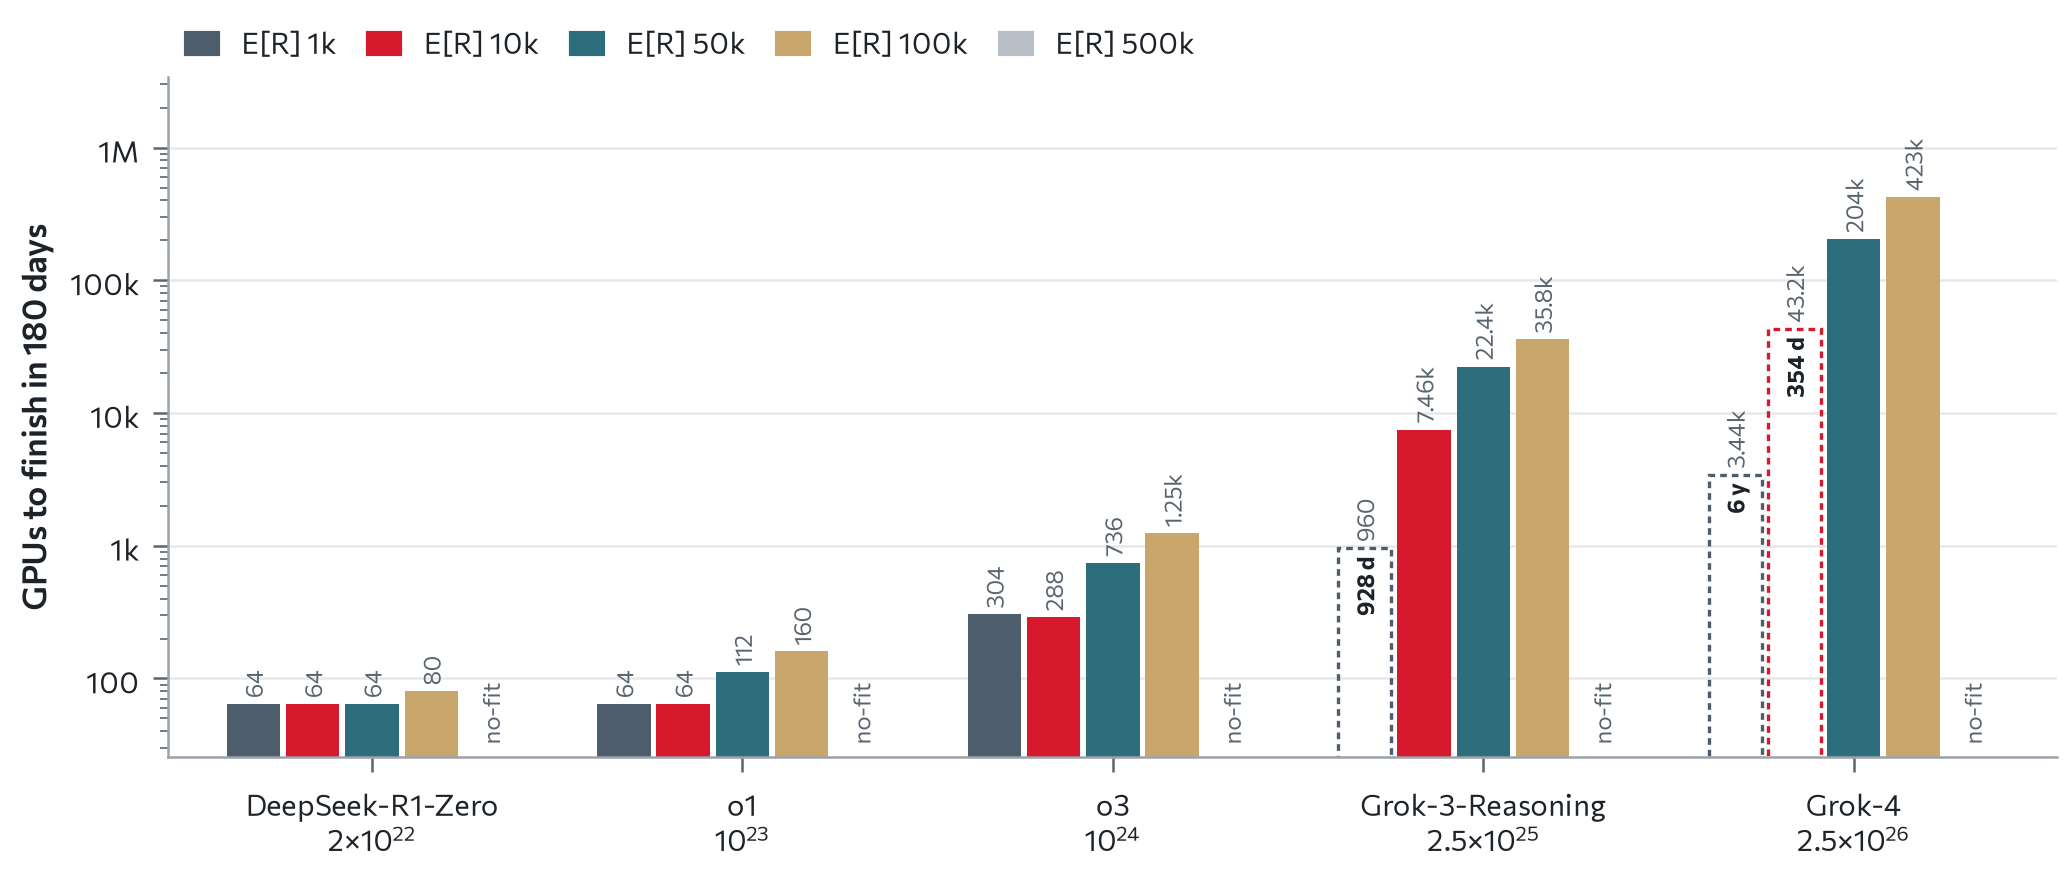 E[R] 1k E[R] 10k E[R] 50k E[R] 100k E[R] 500k
GPUs to finish in 180 days
1M
100k
10k
1k
100
64 64 64 80 no-fit
64 64 112 160 no-fit
304 288 736 1.25k no-fit
960 928 d 7.46k 22.4k 35.8k no-fit
3.44k 6 y 43.2k 354 d 204k 423k no-fit
DeepSeek-R1-Zero o1 o3 Grok-3-Reasoning Grok-4
2×10²² 10²³ 10²⁴ 2.5×10²⁵ 2.5×10²⁶